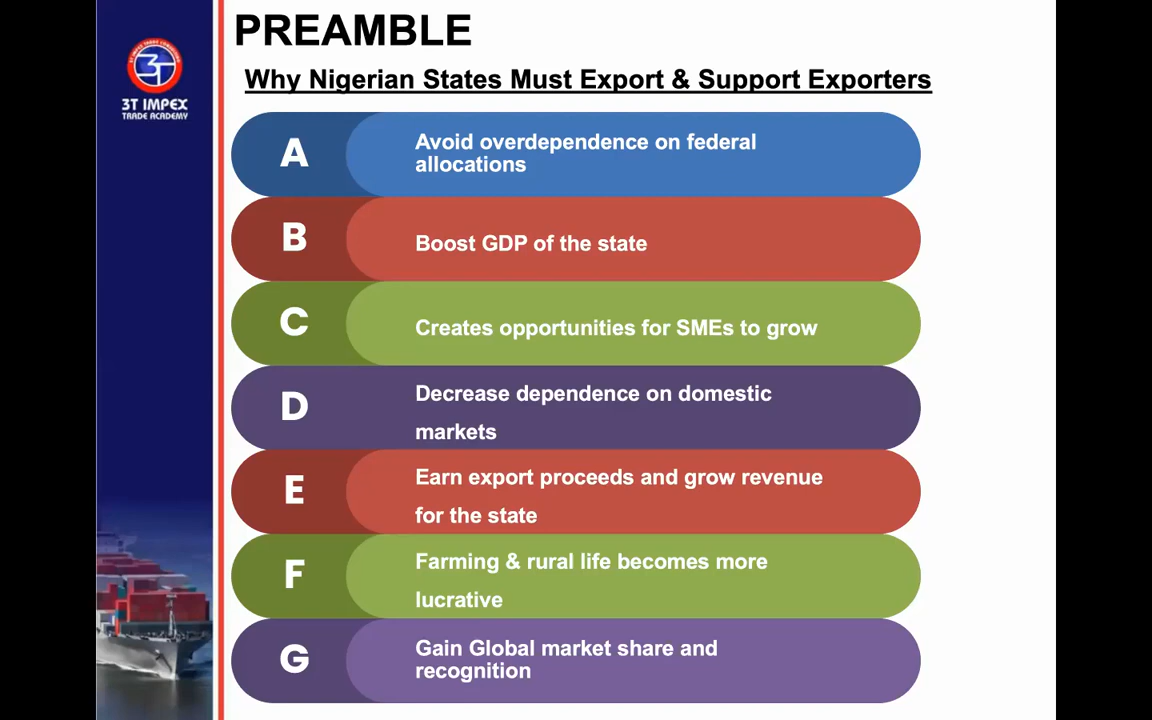 PREAMBLE
Why Nigerian States Must Export & Support Exporters
3T IMPEX
TRADE ACADEMY
A
Avoid overdependence on federal
allocations
B
Boost GDP of the state
C
Creates opportunities for SMEs to grow
D
Decrease dependence on domestic
markets
E
Earn export proceeds and grow revenue
for the state
F
Farming & rural life becomes more
lucrative
G
Gain Global market share and
recognition